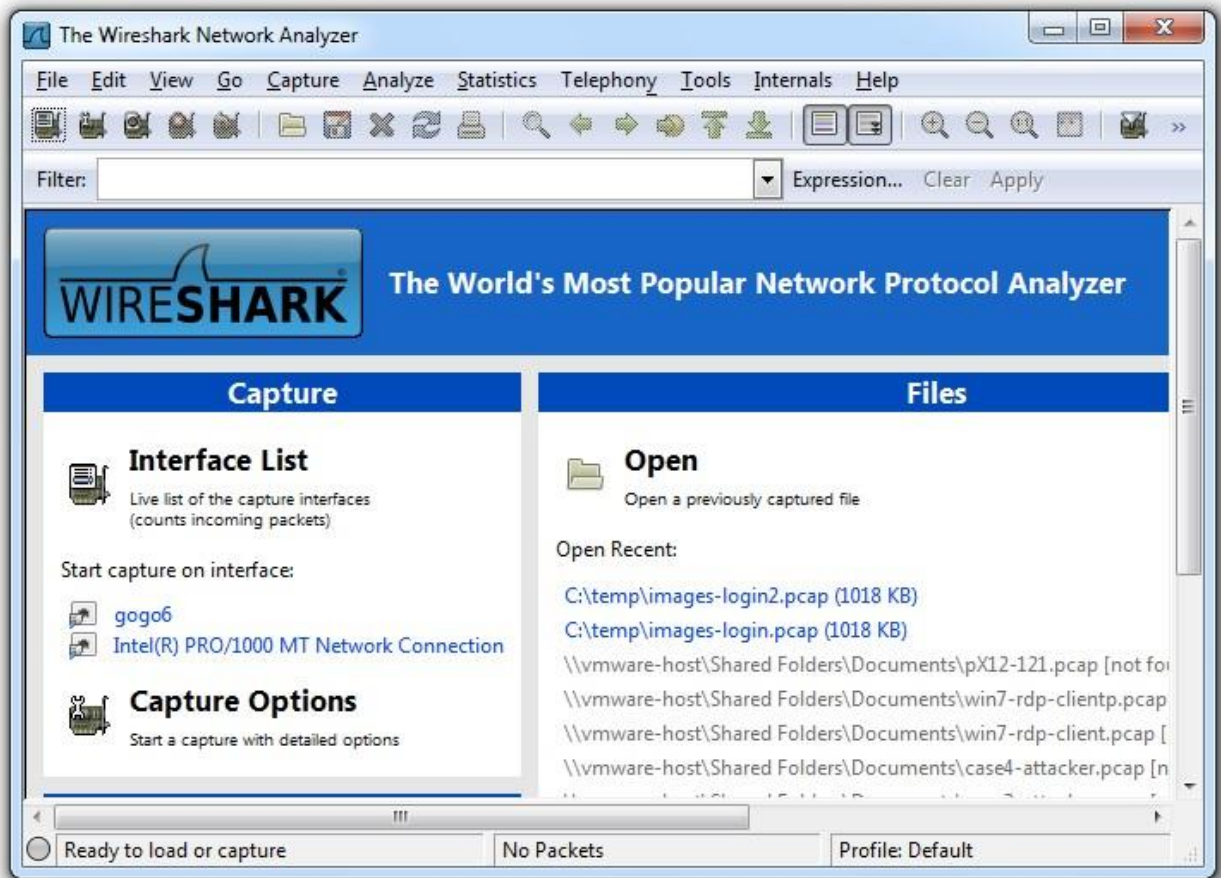 The Wireshark Network Analyzer
File Edit View Go Capture Analyze Statistics Telephony Tools Internals Help
Filter: Expression... Clear Apply
WIRESHARK®
The World's Most Popular Network Protocol Analyzer
Capture
Interface List
Live list of the capture interfaces
(counts incoming packets)
Start capture on interface:
gogo6
Intel(R) PRO/1000 MT Network Connection
Capture Options
Start a capture with detailed options
Files
Open
Open a previously captured file
Open Recent:
C:\temp\images-login2.pcap (1018 KB)
C:\temp\images-login.pcap (1018 KB)
\\vmware-host\Shared Folders\Documents\pX12-121.pcap [not fou
\\vmware-host\Shared Folders\Documents\win7-rdp-clientp.pcap
\\vmware-host\Shared Folders\Documents\win7-rdp-client.pcap [
\\vmware-host\Shared Folders\Documents\case4-attacker.pcap [n
Ready to load or capture
No Packets
Profile: Default